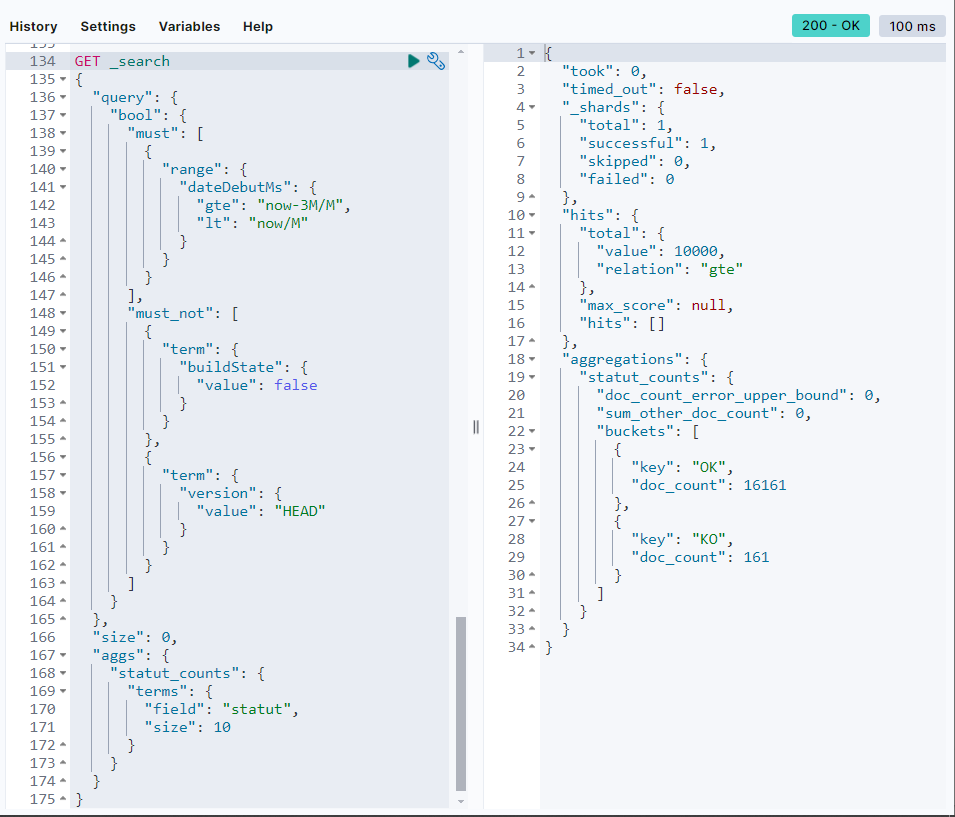 History Settings Variables Help
200 - OK 100 ms
134 GET _search
135 {
136 "query": {
137 "bool": {
138 "must": [
139 {
140 "range": {
141 "dateDebutMs": {
142 "gte": "now-3M/M",
143 "lt": "now/M"
144 }
145 }
146 }
147 ],
148 "must_not": [
149 {
150 "term": {
151 "buildState": {
152 "value": false
153 }
154 }
155 },
156 {
157 "term": {
158 "version": {
159 "value": "HEAD"
160 }
161 }
162 }
163 ]
164 }
165 },
166 "size": 0,
167 "aggs": {
168 "statut_counts": {
169 "terms": {
170 "field": "statut",
171 "size": 10
172 }
173 }
174 }
175 }
1 {
2 "took": 0,
3 "timed_out": false,
4 "_shards": {
5 "total": 1,
6 "successful": 1,
7 "skipped": 0,
8 "failed": 0
9 },
10 "hits": {
11 "total": {
12 "value": 10000,
13 "relation": "gte"
14 },
15 "max_score": null,
16 "hits": []
17 },
18 "aggregations": {
19 "statut_counts": {
20 "doc_count_error_upper_bound": 0,
21 "sum_other_doc_count": 0,
22 "buckets": [
23 {
24 "key": "OK",
25 "doc_count": 16161
26 },
27 {
28 "key": "KO",
29 "doc_count": 161
30 }
31 ]
32 }
33 }
34 }